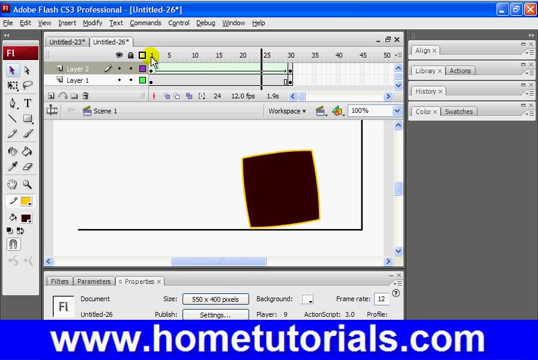 Adobe Flash CS3 Professional - [Untitled-26*]
File Edit View Insert Modify Text Commands Control Debug Window Help
Untitled-23* Untitled-26*
5 10 15 20 25 30 35 40 45 50
Layer 2
Layer 1
24 12.0 fps 1.9s
Scene 1 Workspace 100%
Fl
Align
Library Actions
History
Color Swatches
Filters Parameters Properties
Fl Document Size: 550 x 400 pixels Background: Frame rate: 12
Untitled-26 Publish: Settings... Player: 9 ActionScript: 3.0 Profile:
www.hometutorials.com